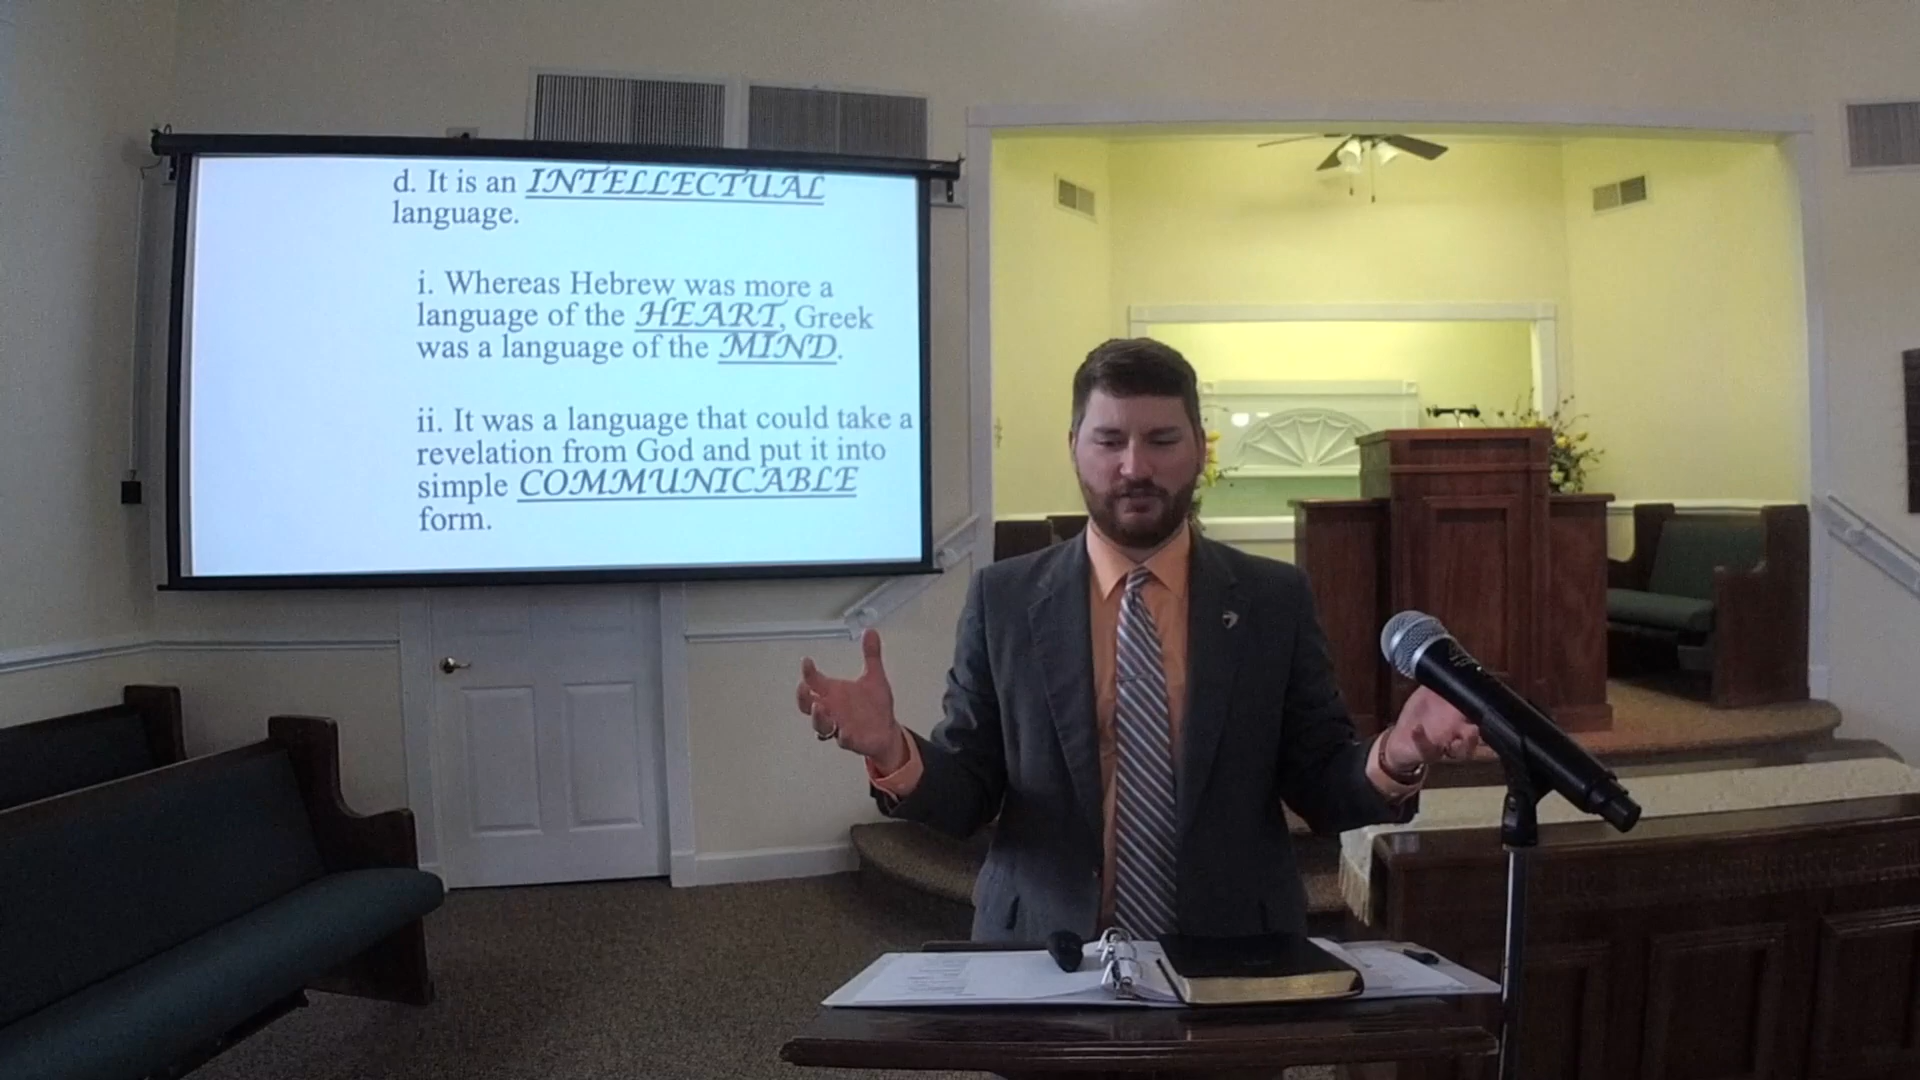 d. It is an INTELLECTUAL
language.
i. Whereas Hebrew was more a
language of the HEART, Greek
was a language of the MIND.
ii. It was a language that could take a
revelation from God and put it into
simple COMMUNICABLE
form.